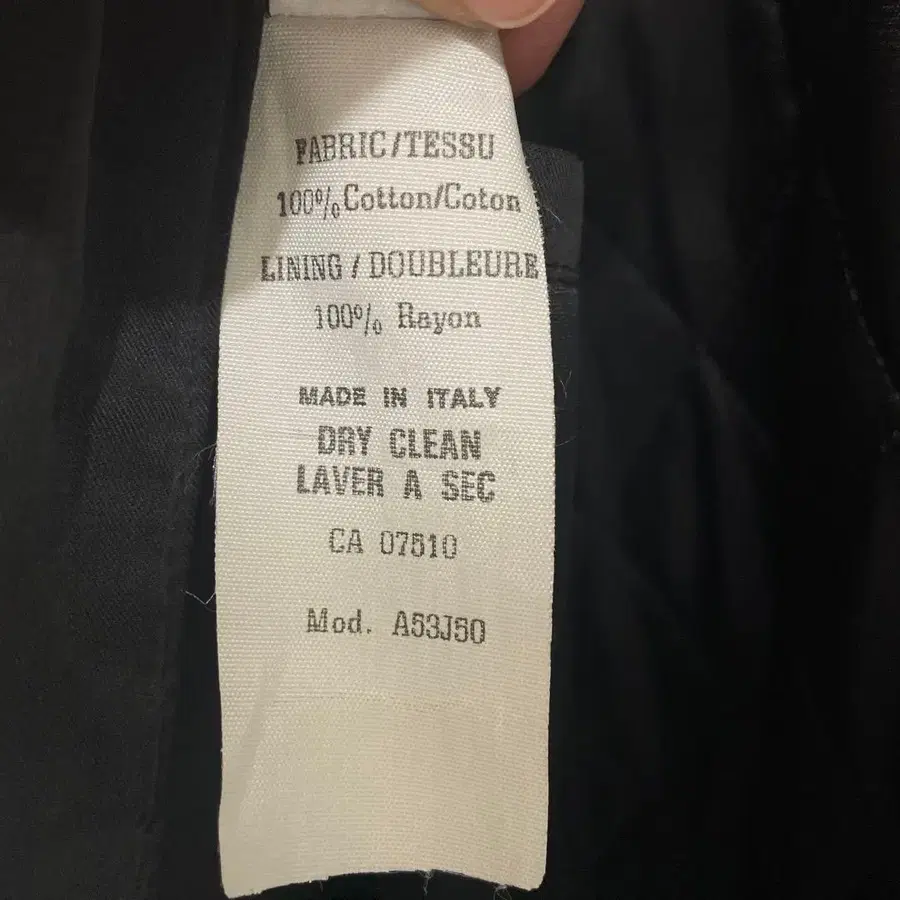 FABRIC/TESSU
100% Cotton/Coton
LINING / DOUBLEURE
100% Rayon
MADE IN ITALY
DRY CLEAN
LAVER A SEC
CA 07510
Mod. A53J50